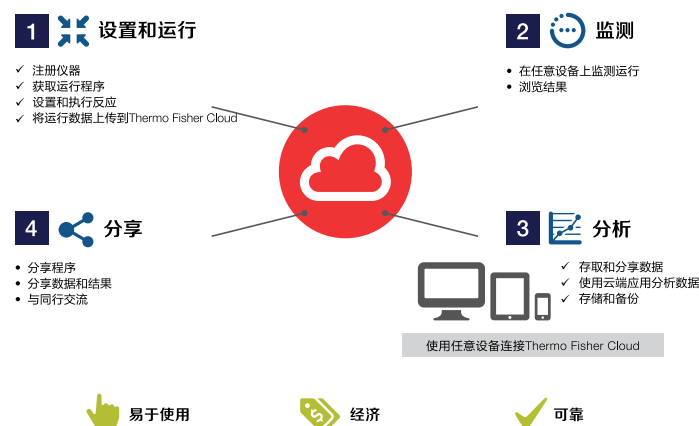 1 设置和运行
✓ 注册仪器
✓ 获取运行程序
✓ 设置和执行反应
✓ 将运行数据上传到Thermo Fisher Cloud
2 监测
• 在任意设备上监测运行
• 浏览结果
4 分享
• 分享程序
• 分享数据和结果
• 与同行交流
3 分析
✓ 存取和分享数据
✓ 使用云端应用分析数据
✓ 存储和备份
使用任意设备连接Thermo Fisher Cloud
易于使用
$ 经济
可靠